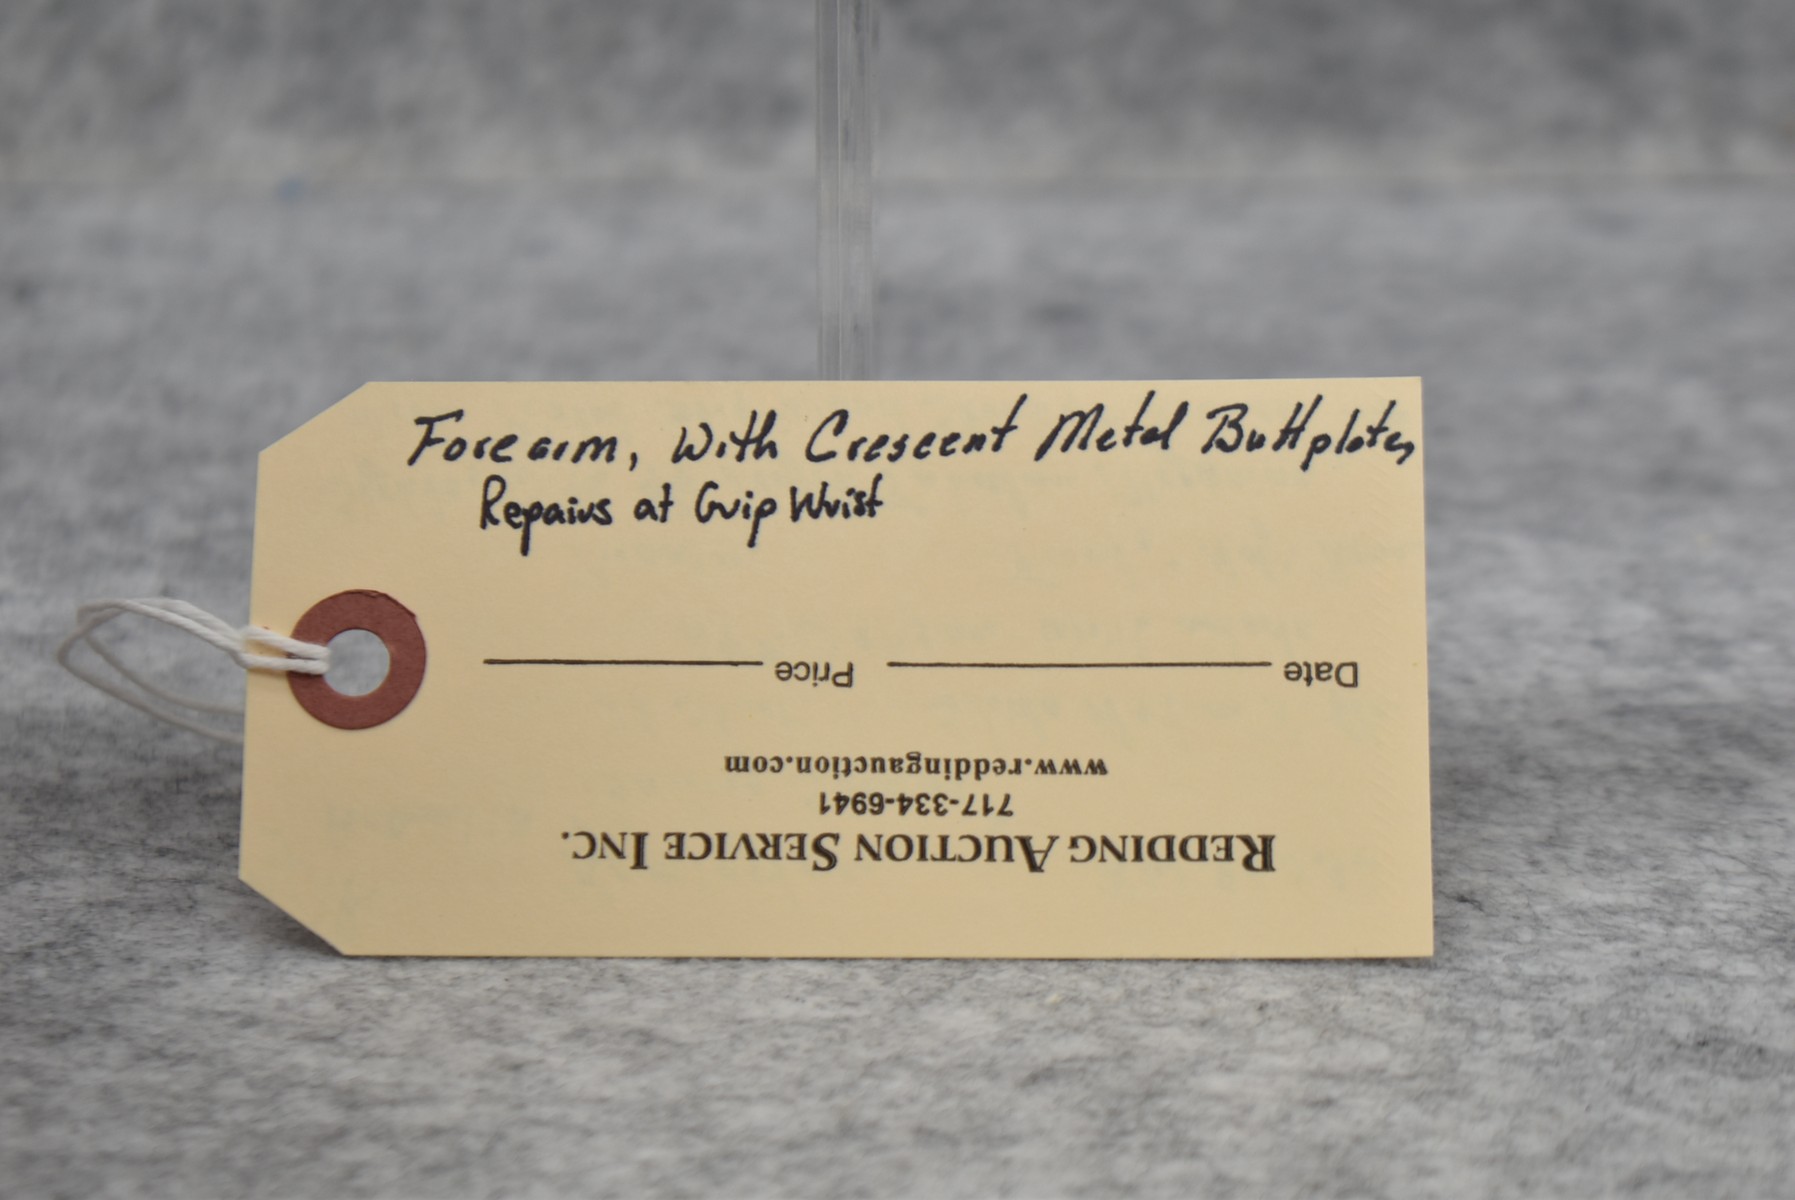 Forearm, With Crescent Metal Buttplate,
Repairs at Grip Wrist
REDDING AUCTION SERVICE INC.
717-334-6941
www.reddingauction.com
Date Price